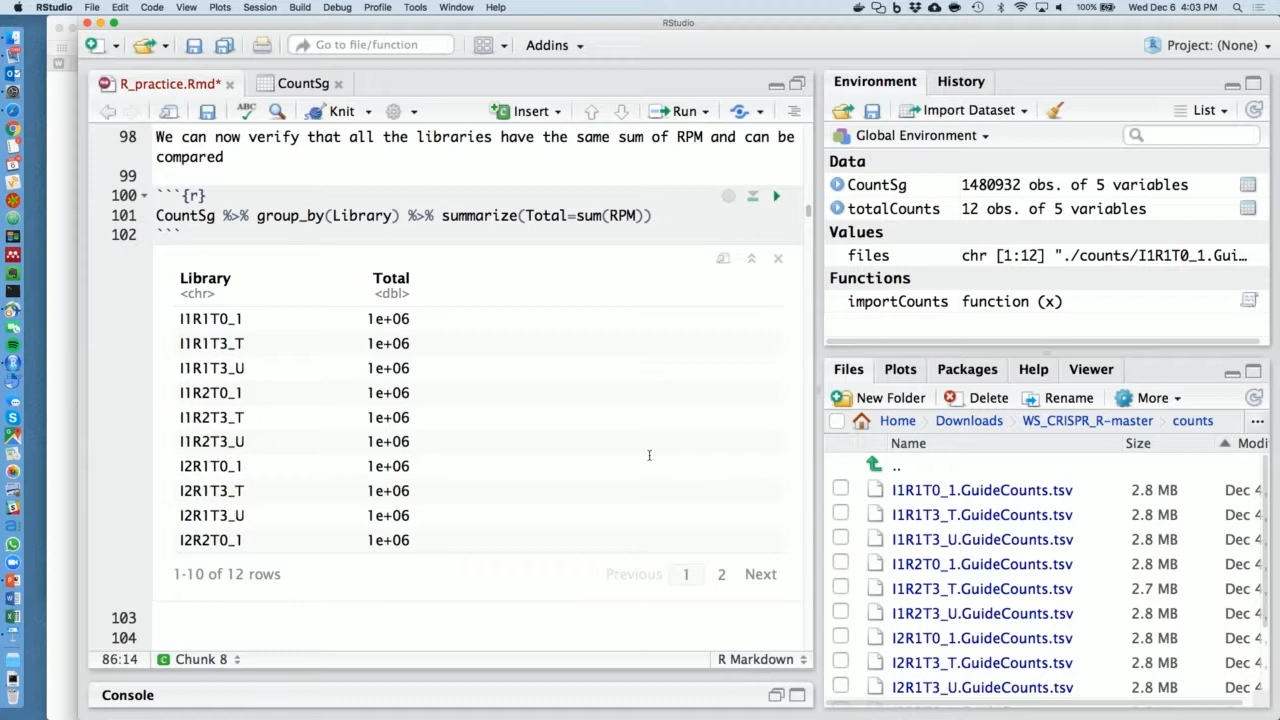 RStudio File Edit Code View Plots Session Build Debug Profile Tools Window Help
100% Wed Dec 6 4:03 PM
RStudio
Go to file/function
Addins
Project: (None)
R_practice.Rmd* CountSg
ABC Knit Insert Run
98 We can now verify that all the libraries have the same sum of RPM and can be
compared
99
100 ```{r}
101 CountSg %>% group_by(Library) %>% summarize(Total=sum(RPM))
102 ```
Library Total
<chr> <dbl>
I1R1T0_1 1e+06
I1R1T3_T 1e+06
I1R1T3_U 1e+06
I1R2T0_1 1e+06
I1R2T3_T 1e+06
I1R2T3_U 1e+06
I2R1T0_1 1e+06
I2R1T3_T 1e+06
I2R1T3_U 1e+06
I2R2T0_1 1e+06
1-10 of 12 rows Previous 1 2 Next
103
104
86:14 C Chunk 8 R Markdown
Console
Environment History
Import Dataset List
Global Environment
Data
CountSg 1480932 obs. of 5 variables
totalCounts 12 obs. of 5 variables
Values
files chr [1:12] "./counts/I1R1T0_1.Gui…
Functions
importCounts function (x)
Files Plots Packages Help Viewer
New Folder Delete Rename More
Home Downloads WS_CRISPR_R-master counts ...
Name Size Modi
..
I1R1T0_1.GuideCounts.tsv 2.8 MB Dec 4
I1R1T3_T.GuideCounts.tsv 2.8 MB Dec 4
I1R1T3_U.GuideCounts.tsv 2.8 MB Dec 4
I1R2T0_1.GuideCounts.tsv 2.8 MB Dec 4
I1R2T3_T.GuideCounts.tsv 2.7 MB Dec 4
I1R2T3_U.GuideCounts.tsv 2.8 MB Dec 4
I2R1T0_1.GuideCounts.tsv 2.8 MB Dec 4
I2R1T3_T.GuideCounts.tsv 2.8 MB Dec 4
I2R1T3_U.GuideCounts.tsv 2.8 MB Dec 4